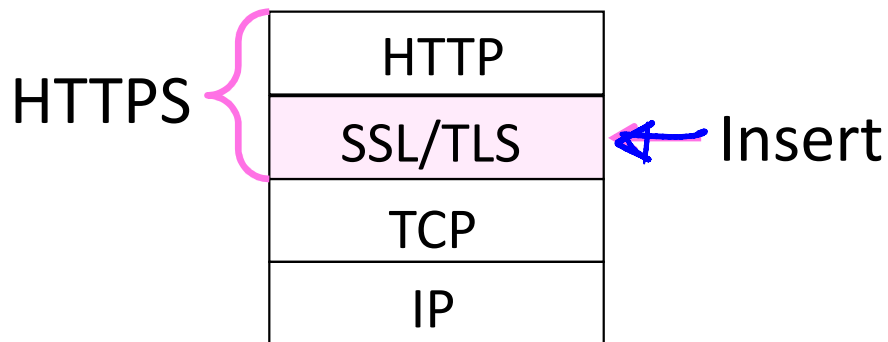 HTTP
HTTPS
SSL/TLS
Insert
TCP
IP